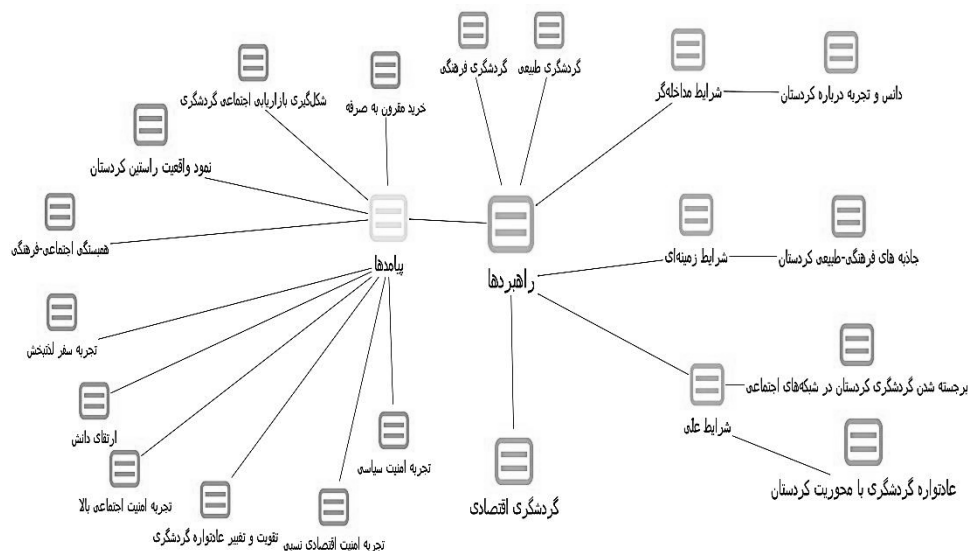 گردشگری طبیعی
گردشگری فرهنگی
شرایط مداخله‌گر
دانس و تجربه درباره کردستان
خرید مقرون به صرفه
شکل‌گیری بازاریابی اجتماعی گردشگری
نمود واقعیت راستین کردستان
همبستگی اجتماعی-فرهنگی
پیامدها
راهبردها
شرایط زمینه‌ای
جاذبه های فرهنگی-طبیعی کردستان
تجربه سفر لذتبخش
برجسته شدن گردشگری کردستان در شبکه‌های اجتماعی
شرایط علّی
ارتقای دانش
تجربه امنیت سیاسی
عادتواره گردشگری با محوریت کردستان
تجربه امنیت اجتماعی بالا
گردشگری اقتصادی
تقویت و تغییر عادتواره گردشگری
تجربه امنیت اقتصادی نسبی